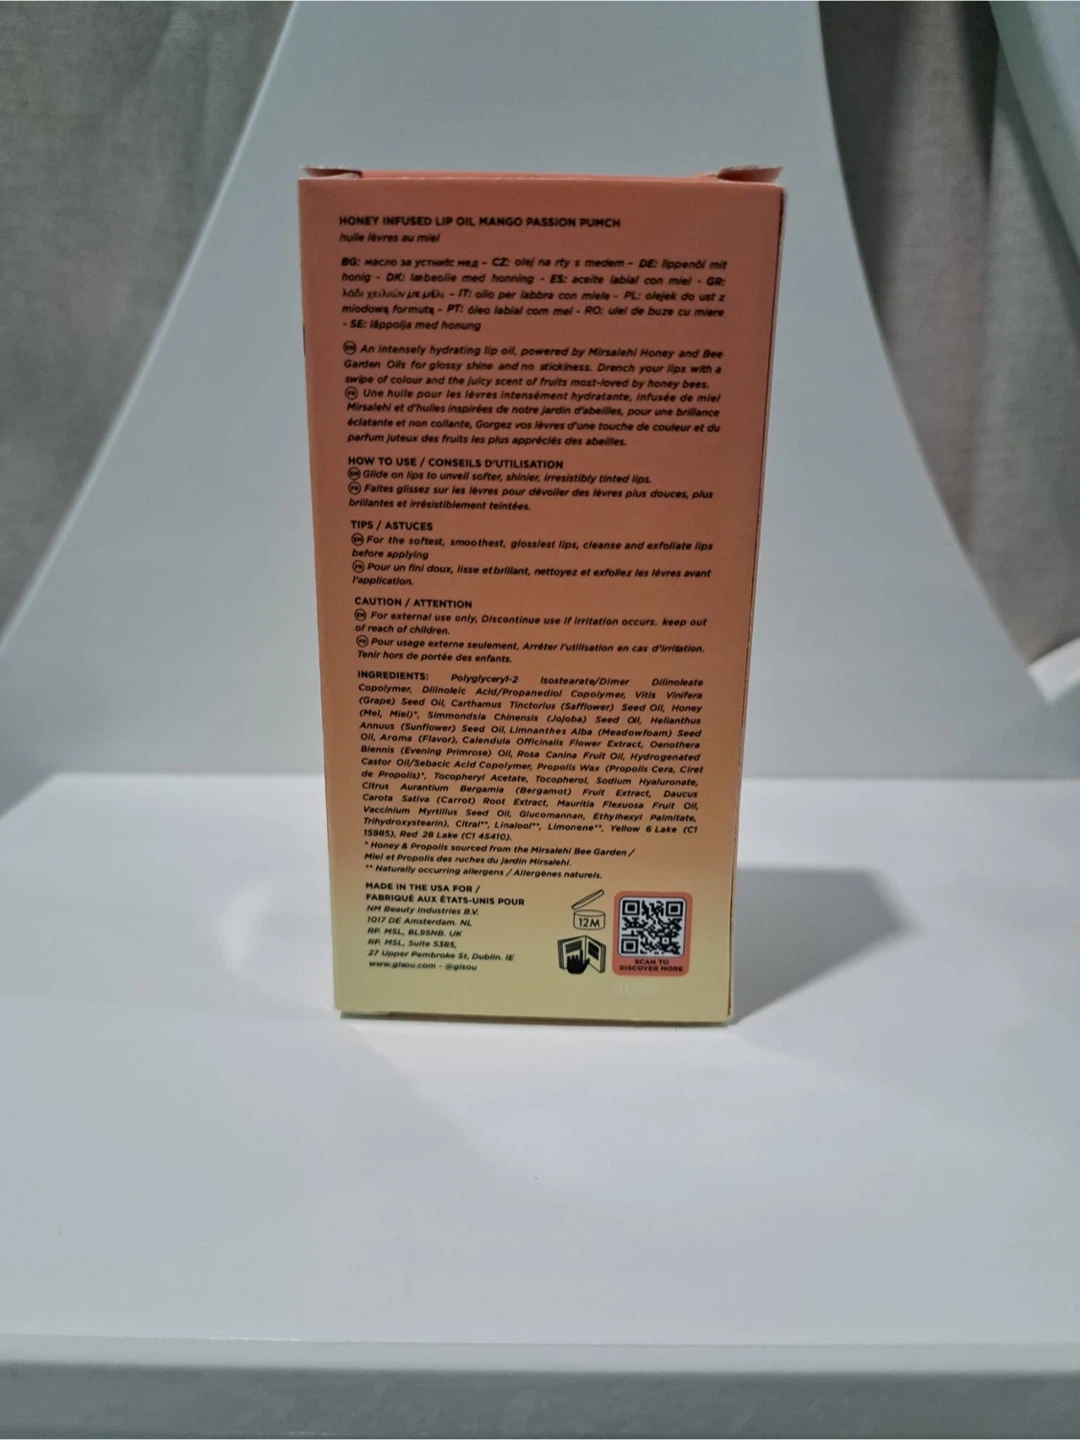 HONEY INFUSED LIP OIL MANGO PASSION PUMCH
huile lèvres au miel
BG: масло за устните мед - CZ: olej na rty s medem - DE: lippenöl mit
honig - DK: læbeolie med honning - ES: aceite labial con miel - GR:
λάδι χειλιών με μέλι - IT: olio per labbra con miele - PL: olejek do ust z
miodową formutą - PT: óleo labial com mel - RO: ulei de buze cu miere
- SE: läppolja med honung
EN An intensely hydrating lip oil, powered by Mirsalehi Honey and Bee
Garden Oils for glossy shine and no stickiness. Drench your lips with a
swipe of colour and the juicy scent of fruits most-loved by honey bees.
FR Une huile pour les lèvres intensément hydratante, infusée de miel
Mirsalehi et d'huiles inspirées de notre jardin d'abeilles, pour une brillance
éclatante et non collante, Gorgez vos lèvres d'une touche de couleur et du
parfum juteux des fruits les plus appréciés des abeilles.
HOW TO USE / CONSEILS D'UTILISATION
EN Glide on lips to unveil softer, shinier, irresistibly tinted lips.
FR Faites glissez sur les lèvres pour dévoiler des lèvres plus douces, plus
brillantes et irrésistiblement teintées.
TIPS / ASTUCES
EN For the softest, smoothest, glossiest lips, cleanse and exfoliate lips
before applying
FR Pour un fini doux, lisse et brillant, nettoyez et exfoliez les lèvres avant
l'application.
CAUTION / ATTENTION
EN For external use only, Discontinue use if irritation occurs. keep out
of reach of children.
FR Pour usage externe seulement, Arrêter l'utilisation en cas d'irritation.
Tenir hors de portée des enfants.
INGREDIENTS: Polyglyceryl-2 Isostearate/Dimer Dilinoleate
Copolymer, Dilinoleic Acid/Propanediol Copolymer, Vitis Vinifera
(Grape) Seed Oil, Carthamus Tinctorius (Safflower) Seed Oil, Honey
(Mel, Miel)*, Simmondsia Chinensis (Jojoba) Seed Oil, Helianthus
Annuus (Sunflower) Seed Oil, Limnanthes Alba (Meadowfoam) Seed
Oil, Aroma (Flavor), Calendula Officinalis Flower Extract, Oenothera
Biennis (Evening Primrose) Oil, Rosa Canina Fruit Oil, Hydrogenated
Castor Oil/Sebacic Acid Copolymer, Propolis Wax (Propolis Cera, Ciret
de Propolis)*, Tocopheryl Acetate, Tocopherol, Sodium Hyaluronate,
Citrus Aurantium Bergamia (Bergamot) Fruit Extract, Daucus
Carota Sativa (Carrot) Root Extract, Mauritia Flexuosa Fruit Oil,
Vaccinium Myrtillus Seed Oil, Glucomannan, Ethylhexyl Palmitate,
Trihydroxystearin), Citral**, Linalool**, Limonene**, Yellow 6 Lake (C1
15985), Red 28 Lake (C1 45410).
* Honey & Propolis sourced from the Mirsalehi Bee Garden /
Miel et Propolis des ruches du jardin Mirsalehi.
** Naturally occurring allergens / Allergènes naturels.
MADE IN THE USA FOR /
FABRIQUÉ AUX ÉTATS-UNIS POUR
NM Beauty Industries B.V.
1017 DE Amsterdam. NL
RP. MSL, BL95NB. UK
RP. MSL, Suite 5385,
27 Upper Pembroke St, Dublin. IE
www.gisou.com - @gisou
12M
SCAN TO
DISCOVER MORE